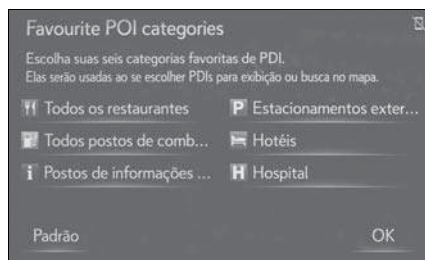 Favourite POI categories
Escolha suas seis categorias favoritas de PDI.
Elas serão usadas ao se escolher PDIs para exibição ou busca no mapa.
Todos os restaurantes
P Estacionamentos exter...
Todos postos de comb...
Hotéis
i Postos de informações ...
H Hospital
Padrão
OK